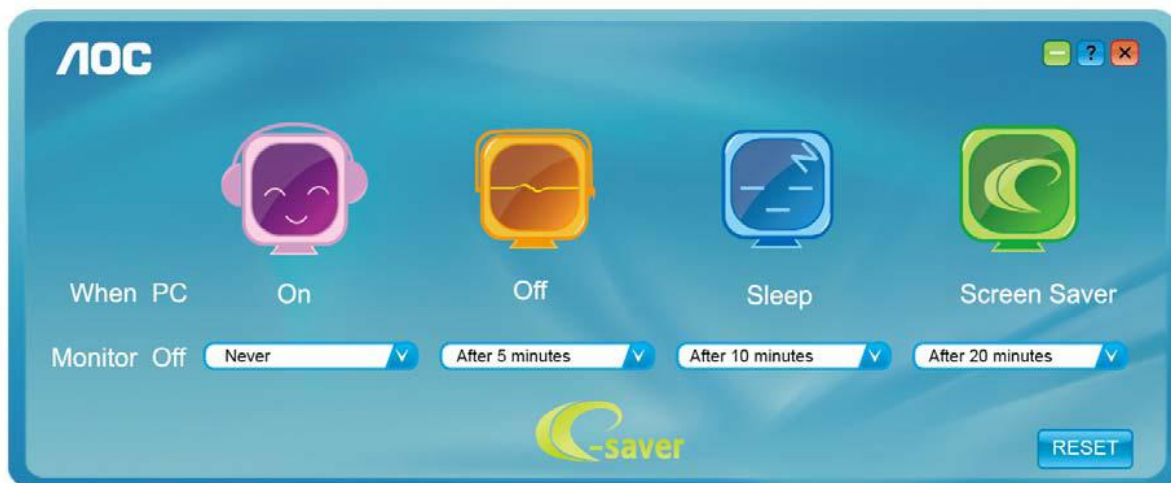 AOC
?
When PC On Off Sleep Screen Saver
Monitor Off Never After 5 minutes After 10 minutes After 20 minutes
e-saver
RESET